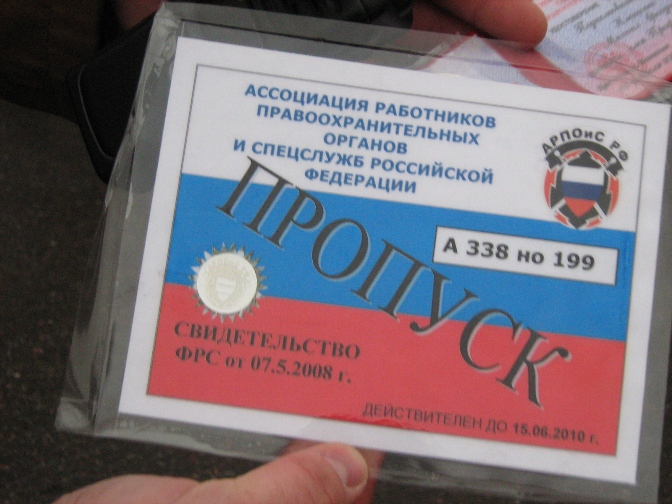 АССОЦИАЦИЯ РАБОТНИКОВ
ПРАВООХРАНИТЕЛЬНЫХ
ОРГАНОВ
И СПЕЦСЛУЖБ РОССИЙСКОЙ
ФЕДЕРАЦИИ
АРПОиС РФ
ПРОПУСК
А 338 но 199
СВИДЕТЕЛЬСТВО
ФРС от 07.5.2008 г.
ДЕЙСТВИТЕЛЕН ДО 15.06.2010 г.